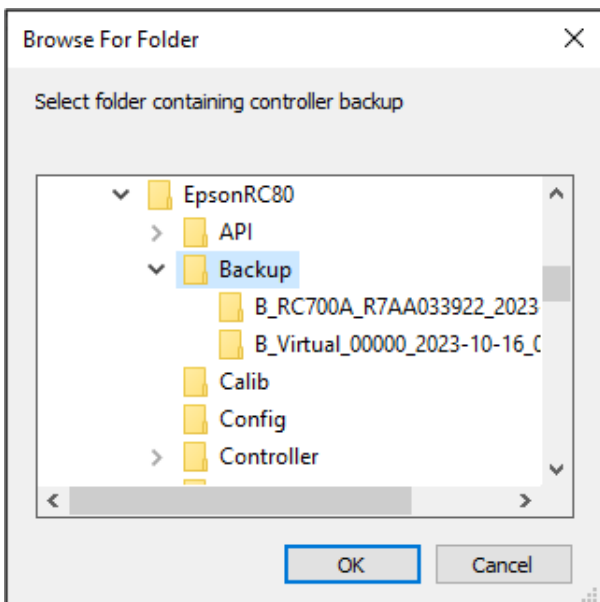 Browse For Folder
Select folder containing controller backup
EpsonRC80
API
Backup
B_RC700A_R7AA033922_2023
B_Virtual_00000_2023-10-16_
Calib
Config
Controller
OK
Cancel